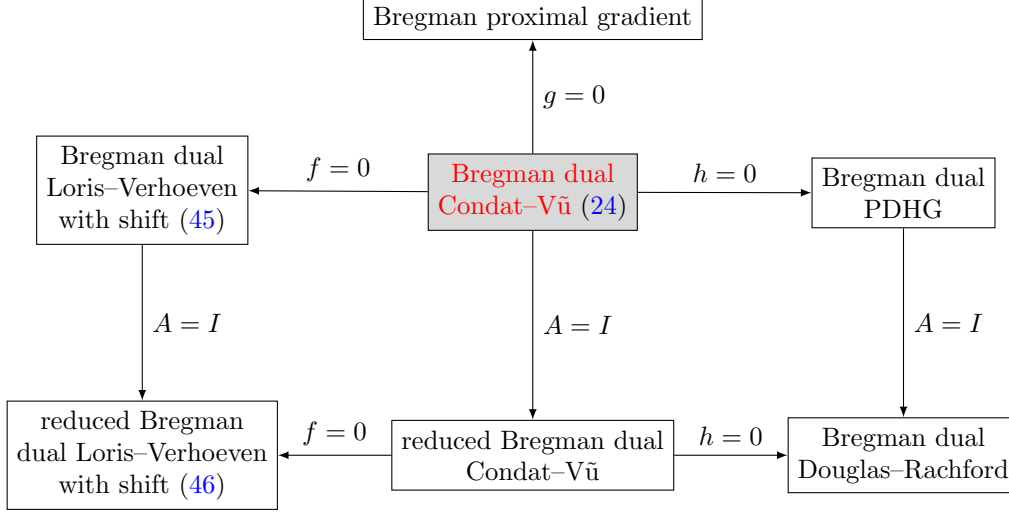 Bregman proximal gradient
g = 0
Bregman dual
Loris–Verhoeven
with shift (45)
f = 0
Bregman dual
Condat–Vũ (24)
h = 0
Bregman dual
PDHG
A = I
A = I
A = I
reduced Bregman
dual Loris–Verhoeven
with shift (46)
f = 0
reduced Bregman dual
Condat–Vũ
h = 0
Bregman dual
Douglas–Rachford